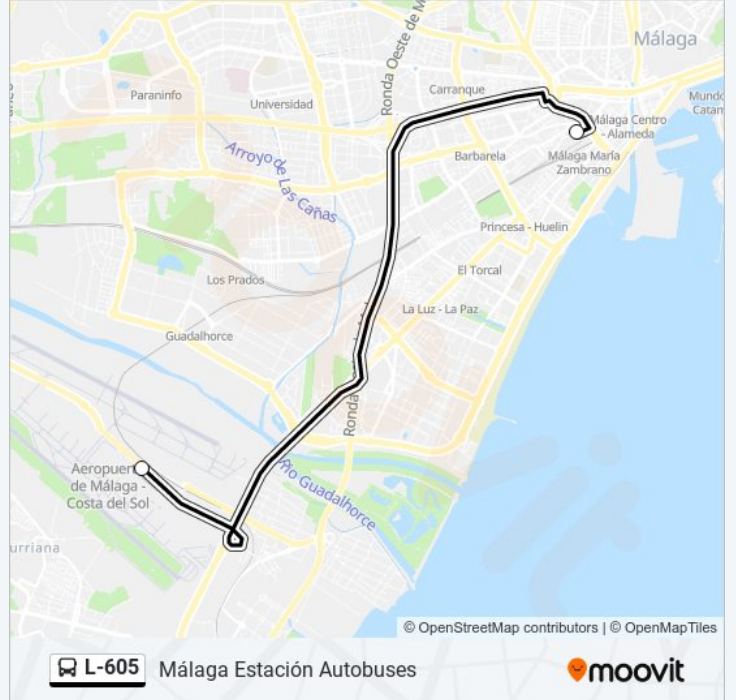 Málaga
Ronda Oeste de M
Carranque
Paraninfo
Universidad
Mundo
Catam
Málaga Centro
- Alameda
Arroyo de Las Cañas
Barbarela
Málaga María
Zambrano
Princesa - Huelin
El Torcal
Los Prados
La Luz - La Paz
Guadalhorce
Ronda
Aeropuer
de Málaga -
Costa del Sol
Río Guadalhorce
urriana
© OpenStreetMap contributors | © OpenMapTiles
L-605 Málaga Estación Autobuses
moovit